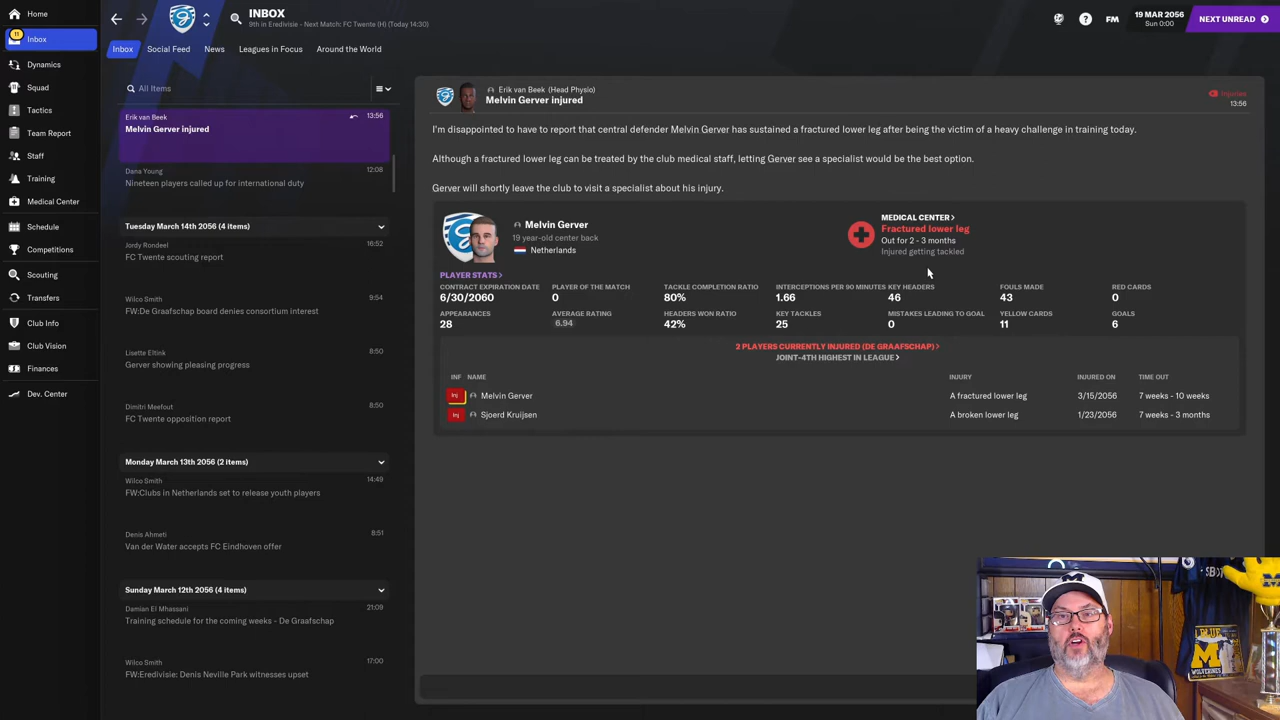 Home
11
Inbox
Dynamics
Squad
Tactics
Team Report
Staff
Training
Medical Center
Schedule
Competitions
Scouting
Transfers
Club Info
Club Vision
Finances
Dev. Center
INBOX
9th in Eredivisie - Next Match: FC Twente (H) (Today 14:30)
? FM
19 MAR 2056
Sun 0:00
NEXT UNREAD
Inbox Social Feed News Leagues in Focus Around the World
All Items
Erik van Beek 13:56
Melvin Gerver injured
Dana Young 12:08
Nineteen players called up for international duty
Tuesday March 14th 2056 (4 items)
Jordy Rondeel 16:52
FC Twente scouting report
Wilco Smith 9:54
FW:De Graafschap board denies consortium interest
Lisette Eltink 8:50
Gerver showing pleasing progress
Dimitri Meefout 8:50
FC Twente opposition report
Monday March 13th 2056 (2 items)
Wilco Smith 14:49
FW:Clubs in Netherlands set to release youth players
Denis Ahmeti 8:51
Van der Water accepts FC Eindhoven offer
Sunday March 12th 2056 (4 items)
Damian El Mhassani 21:09
Training schedule for the coming weeks - De Graafschap
Wilco Smith 17:00
FW:Eredivisie: Denis Neville Park witnesses upset
Erik van Beek (Head Physio)
Melvin Gerver injured
Injuries
13:56
I'm disappointed to have to report that central defender Melvin Gerver has sustained a fractured lower leg after being the victim of a heavy challenge in training today.
Although a fractured lower leg can be treated by the club medical staff, letting Gerver see a specialist would be the best option.
Gerver will shortly leave the club to visit a specialist about his injury.
Melvin Gerver
19 year-old center back
Netherlands
MEDICAL CENTER
Fractured lower leg
Out for 2 - 3 months
Injured getting tackled
PLAYER STATS
CONTRACT EXPIRATION DATE PLAYER OF THE MATCH TACKLE COMPLETION RATIO INTERCEPTIONS PER 90 MINUTES KEY HEADERS FOULS MADE RED CARDS
6/30/2060 0 80% 1.66 46 43 0
APPEARANCES AVERAGE RATING HEADERS WON RATIO KEY TACKLES MISTAKES LEADING TO GOAL YELLOW CARDS GOALS
28 6.94 42% 25 0 11 6
2 PLAYERS CURRENTLY INJURED (DE GRAAFSCHAP)
JOINT-4TH HIGHEST IN LEAGUE
INF NAME INJURY INJURED ON TIME OUT
Inj Melvin Gerver A fractured lower leg 3/15/2056 7 weeks - 10 weeks
Inj Sjoerd Kruijsen A broken lower leg 1/23/2056 7 weeks - 3 months
BLUE
M
WOLVERINES